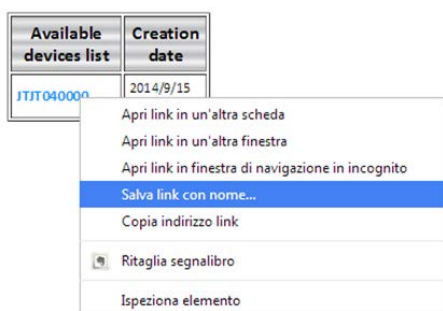 Available devices list
Creation date
JTJT040000
2014/9/15
Apri link in un'altra scheda
Apri link in un'altra finestra
Apri link in finestra di navigazione in incognito
Salva link con nome...
Copia indirizzo link
Ritaglia segnalibro
Ispeziona elemento